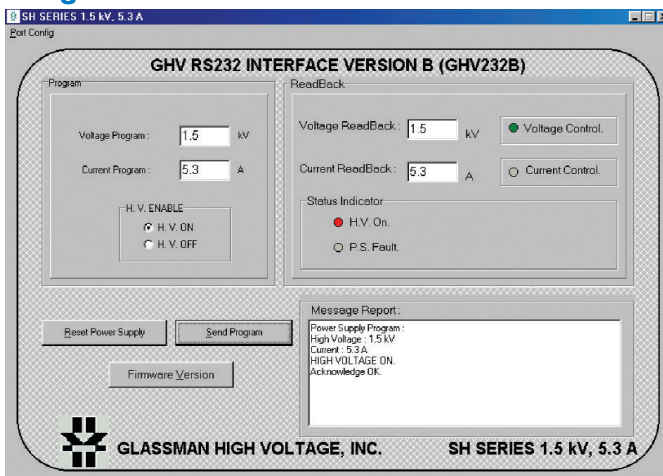 SH SERIES 1.5 kV, 5.3 A
Port Config
GHV RS232 INTERFACE VERSION B (GHV232B)
Program
Voltage Program : 1.5 kV
Current Program : 5.3 A
H. V. ENABLE
H. V. ON
H. V. OFF
ReadBack
Voltage ReadBack : 1.5 kV
Voltage Control.
Current ReadBack : 5.3 A
Current Control.
Status Indicator
H.V. On.
P.S. Fault.
Reset Power Supply
Send Program
Firmware Version
Message Report :
Power Supply Program :
High Voltage : 1.5 kV
Current : 5.3 A
HIGH VOLTAGE ON.
Acknowledge OK.
GLASSMAN HIGH VOLTAGE, INC.
SH SERIES 1.5 kV, 5.3 A